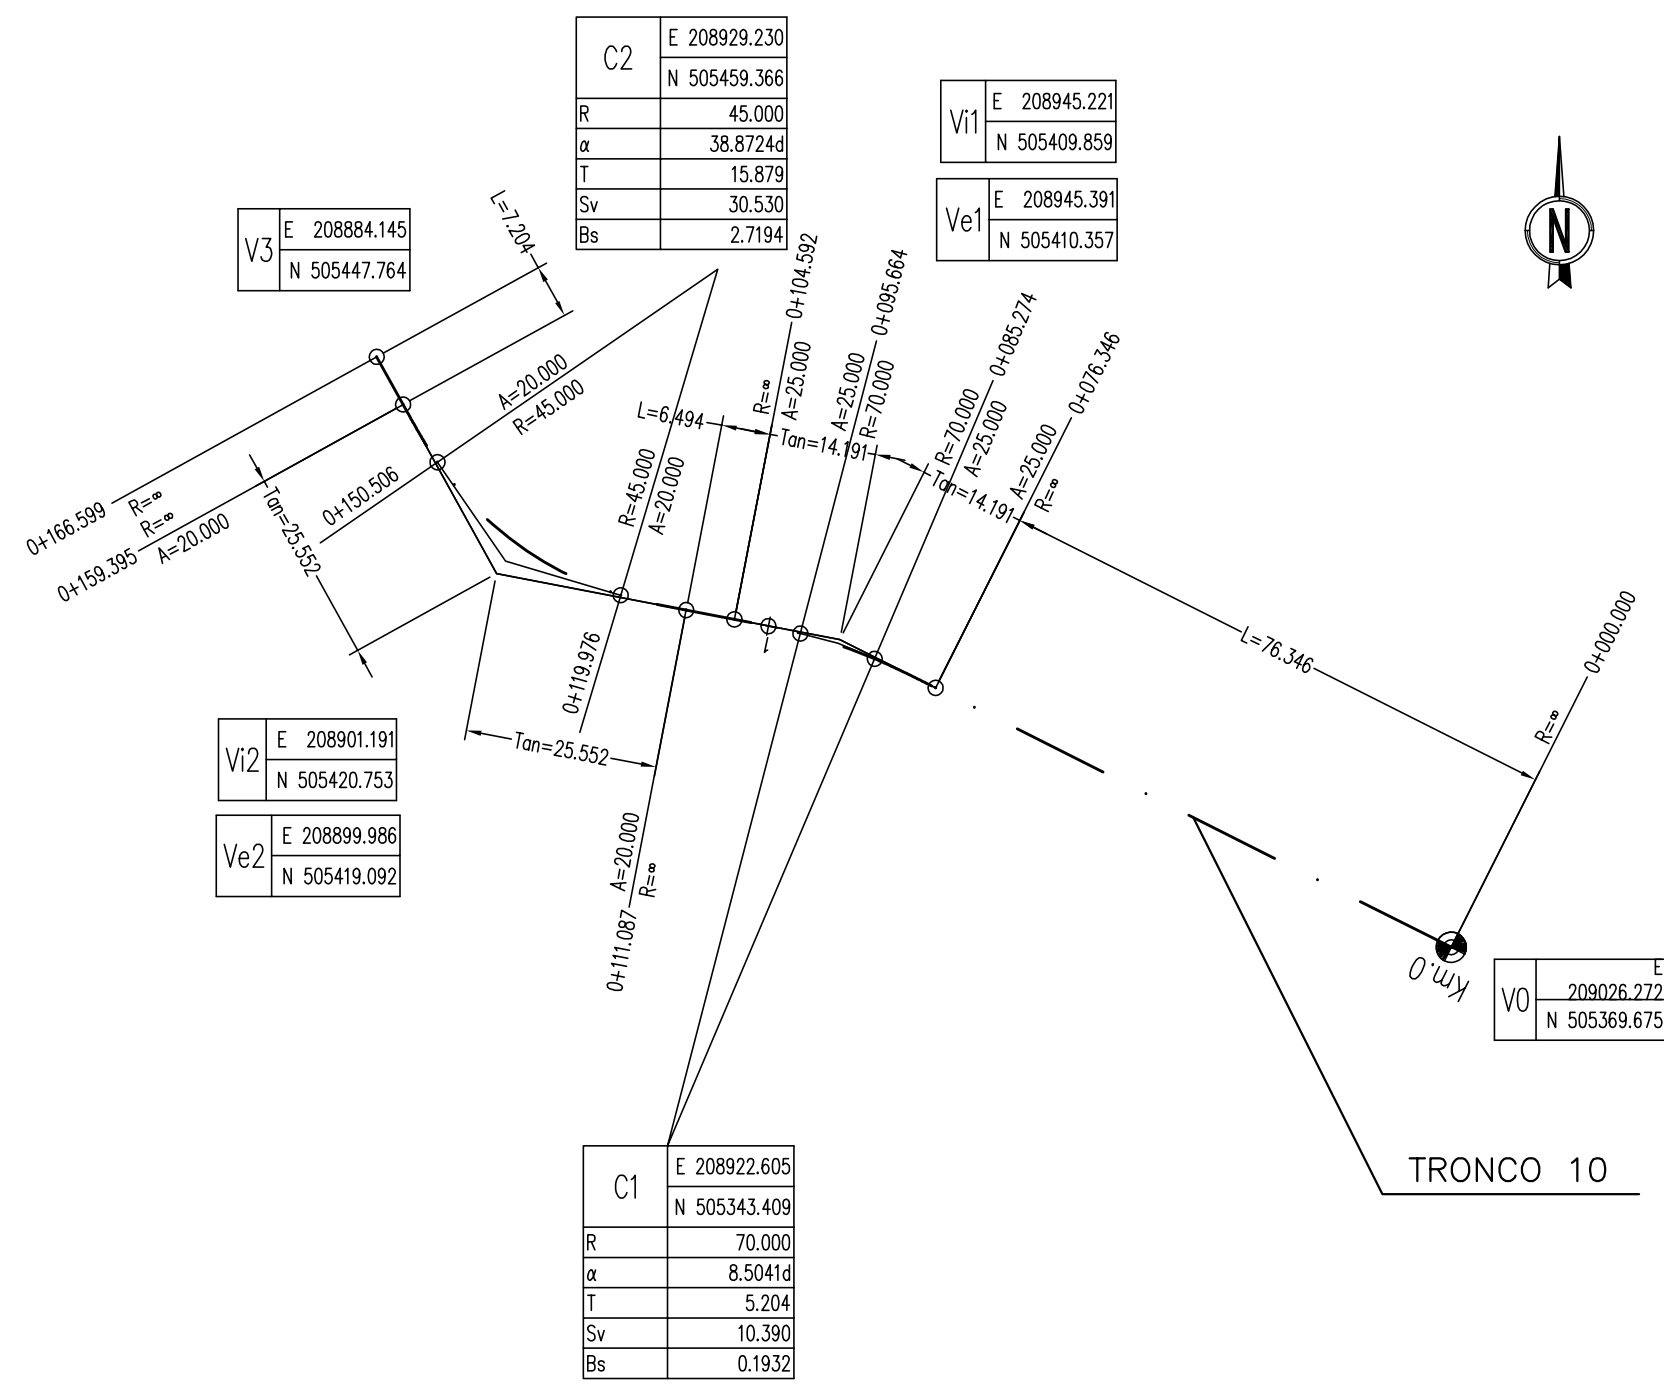 C2
E 208929.230
N 505459.366
R 45.000
α 38.8724d
T 15.879
Sv 30.530
Bs 2.7194
Vi1
E 208945.221
N 505409.859
Ve1
E 208945.391
N 505410.357
N
V3
E 208884.145
N 505447.764
L=7.204
0+104.592
0+095.664
0+085.274
0+076.346
A=20.000
R=45.000
L=6.494
R=∞
A=25.000
Tan=14.191
A=25.000
R=70.000
R=70.000
A=25.000
Tan=14.191
A=25.000
R=∞
0+166.599
R=∞
R=∞
0+159.395
A=20.000
Tan=25.552
0+150.506
R=45.000
A=20.000
1
0+119.976
L=76.346
0+000.000
R=∞
Tan=25.552
Vi2
E 208901.191
N 505420.753
Ve2
E 208899.986
N 505419.092
A=20.000
R=∞
0+111.087
Km.0
V0
E
209026.272
N 505369.675
TRONCO 10
C1
E 208922.605
N 505343.409
R 70.000
α 8.5041d
T 5.204
Sv 10.390
Bs 0.1932